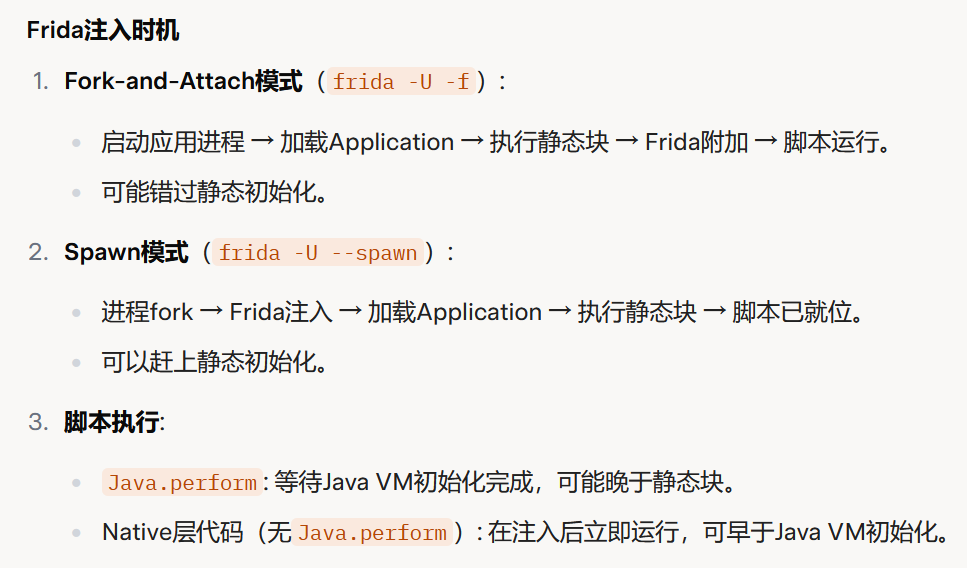 Frida注入时机
1. Fork-and-Attach模式（frida -U -f）:
启动应用进程 → 加载Application → 执行静态块 → Frida附加 → 脚本运行。
可能错过静态初始化。
2. Spawn模式（frida -U --spawn）:
进程fork → Frida注入 → 加载Application → 执行静态块 → 脚本已就位。
可以赶上静态初始化。
3. 脚本执行:
Java.perform: 等待Java VM初始化完成，可能晚于静态块。
Native层代码（无Java.perform）: 在注入后立即运行，可早于Java VM初始化。